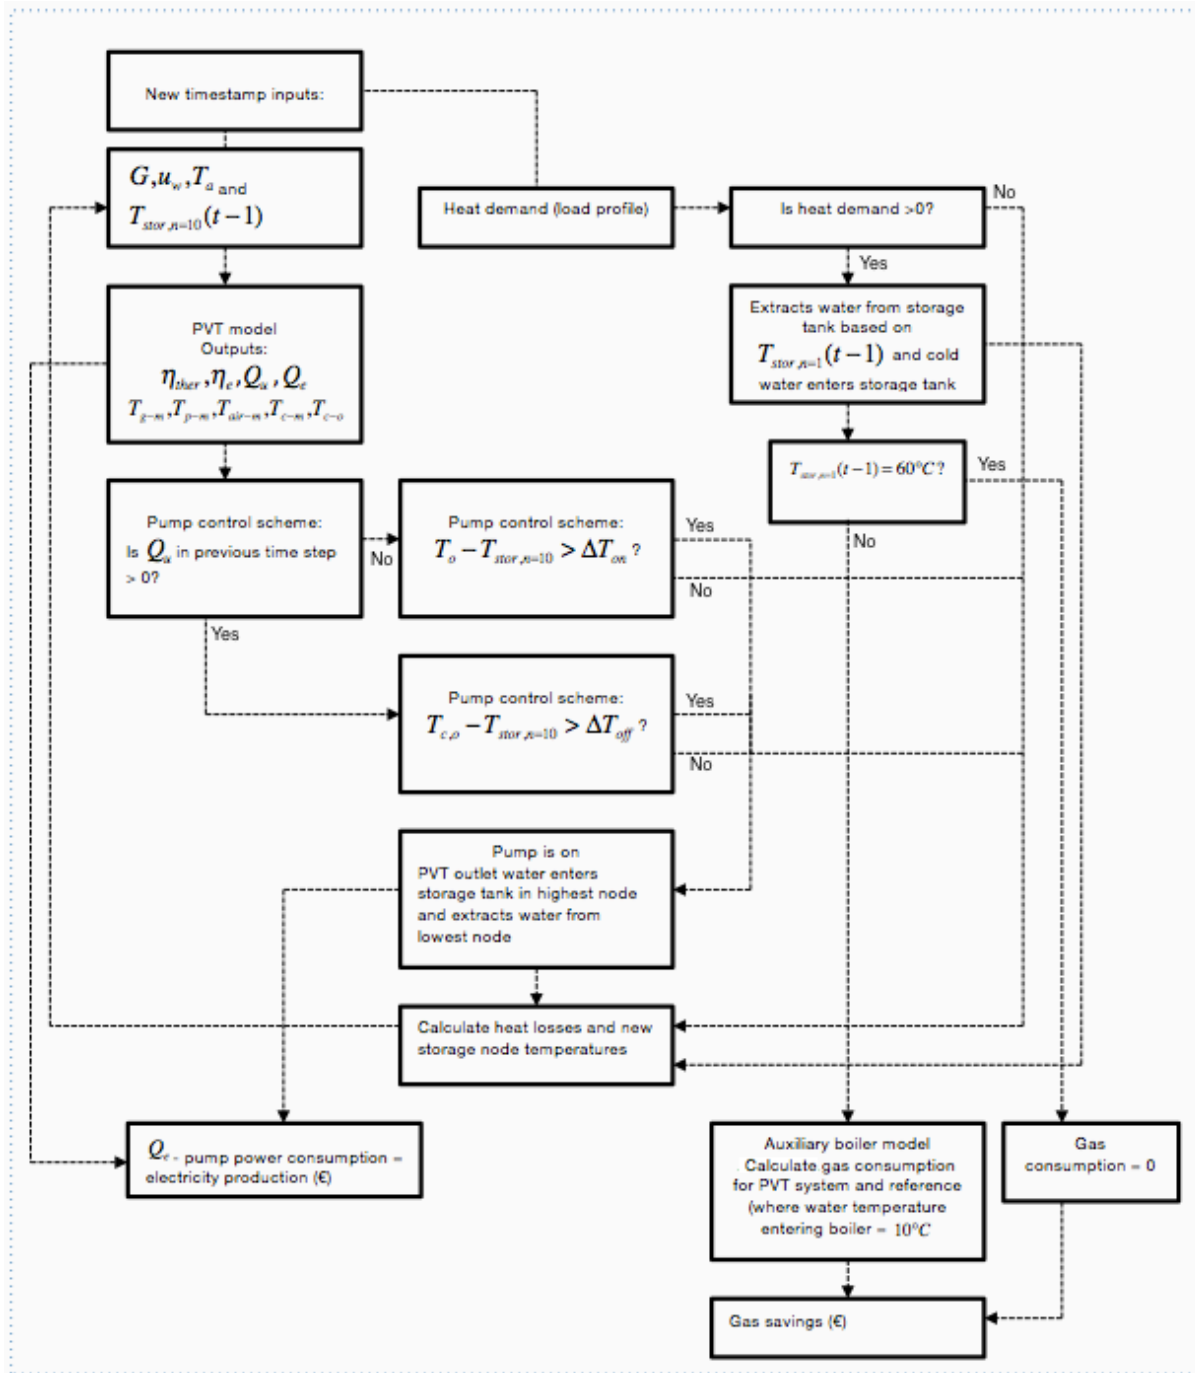 New timestamp inputs:
G,u_w,T_a and
T_stor,n=10(t−1)
Heat demand (load profile)
Is heat demand >0?
No
Yes
PVT model
Outputs:
η_ther,η_e,Q_u,Q_e
T_g−m,T_p−m,T_air−m,T_c−m,T_c−o
Extracts water from storage
tank based on
T_stor,n=1(t−1) and cold
water enters storage tank
T_stor,n=1(t−1)=60°C?
Yes
No
Pump control scheme:
Is Q_u in previous time step
> 0?
No
Yes
Pump control scheme:
T_o−T_stor,n=10>ΔT_on?
Yes
No
Pump control scheme:
T_c,o−T_stor,n=10>ΔT_off?
Yes
No
Pump is on
PVT outlet water enters
storage tank in highest node
and extracts water from
lowest node
Calculate heat losses and new
storage node temperatures
Q_e - pump power consumption =
electricity production (€)
Auxiliary boiler model
. Calculate gas consumption
for PVT system and reference
(where water temperature
entering boiler = 10°C
Gas
consumption = 0
Gas savings (€)